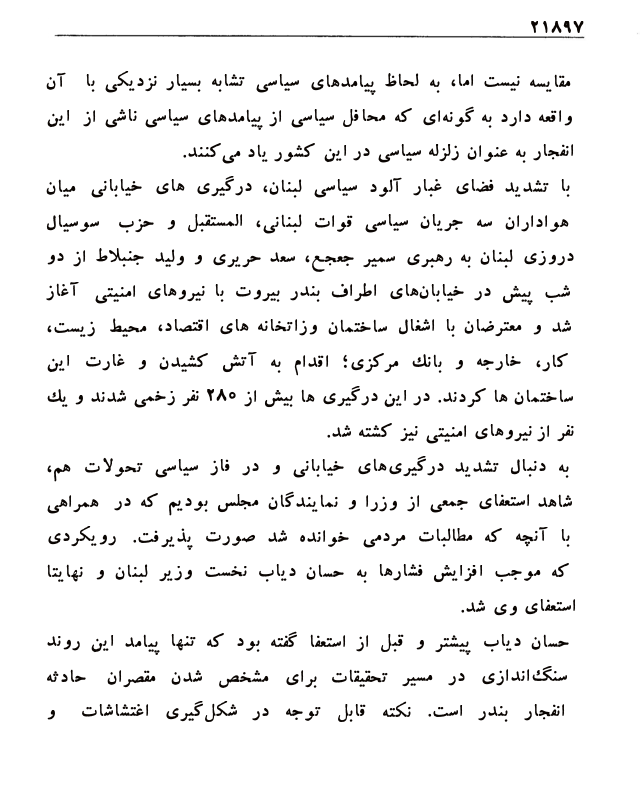 ۲۱۸۹۷
مقایسه نیست اما، به لحاظ پیامدهای سیاسی تشابه بسیار نزدیکی با آن
واقعه دارد به گونه‌ای که محافل سیاسی از پیامدهای سیاسی ناشی از این
انفجار به عنوان زلزله سیاسی در این کشور یاد می‌کنند.
با تشدید فضای غبار آلود سیاسی لبنان، درگیری های خیابانی میان
هواداران سه جریان سیاسی قوات لبنانی، المستقبل و حزب سوسیال
دروزی لبنان به رهبری سمیر جعجع، سعد حریری و ولید جنبلاط از دو
شب پیش در خیابان‌های اطراف بندر بیروت با نیروهای امنیتی آغاز
شد و معترضان با اشغال ساختمان وزاتخانه های اقتصاد، محیط زیست،
کار، خارجه و بانك مرکزی؛ اقدام به آتش کشیدن و غارت این
ساختمان ها کردند. در این درگیری ها بیش از ۲۸۰ نفر زخمی شدند و یك
نفر از نیروهای امنیتی نیز کشته شد.
به دنبال تشدید درگیری‌های خیابانی و در فاز سیاسی تحولات هم،
شاهد استعفای جمعی از وزرا و نمایندگان مجلس بودیم که در همراهی
با آنچه که مطالبات مردمی خوانده شد صورت پذیرفت. رویکردی
که موجب افزایش فشارها به حسان دیاب نخست وزیر لبنان و نهایتا
استعفای وی شد.
حسان دیاب پیشتر و قبل از استعفا گفته بود که تنها پیامد این روند
سنگ‌اندازی در مسیر تحقیقات برای مشخص شدن مقصران حادثه
انفجار بندر است. نکته قابل توجه در شکل‌گیری اغتشاشات و